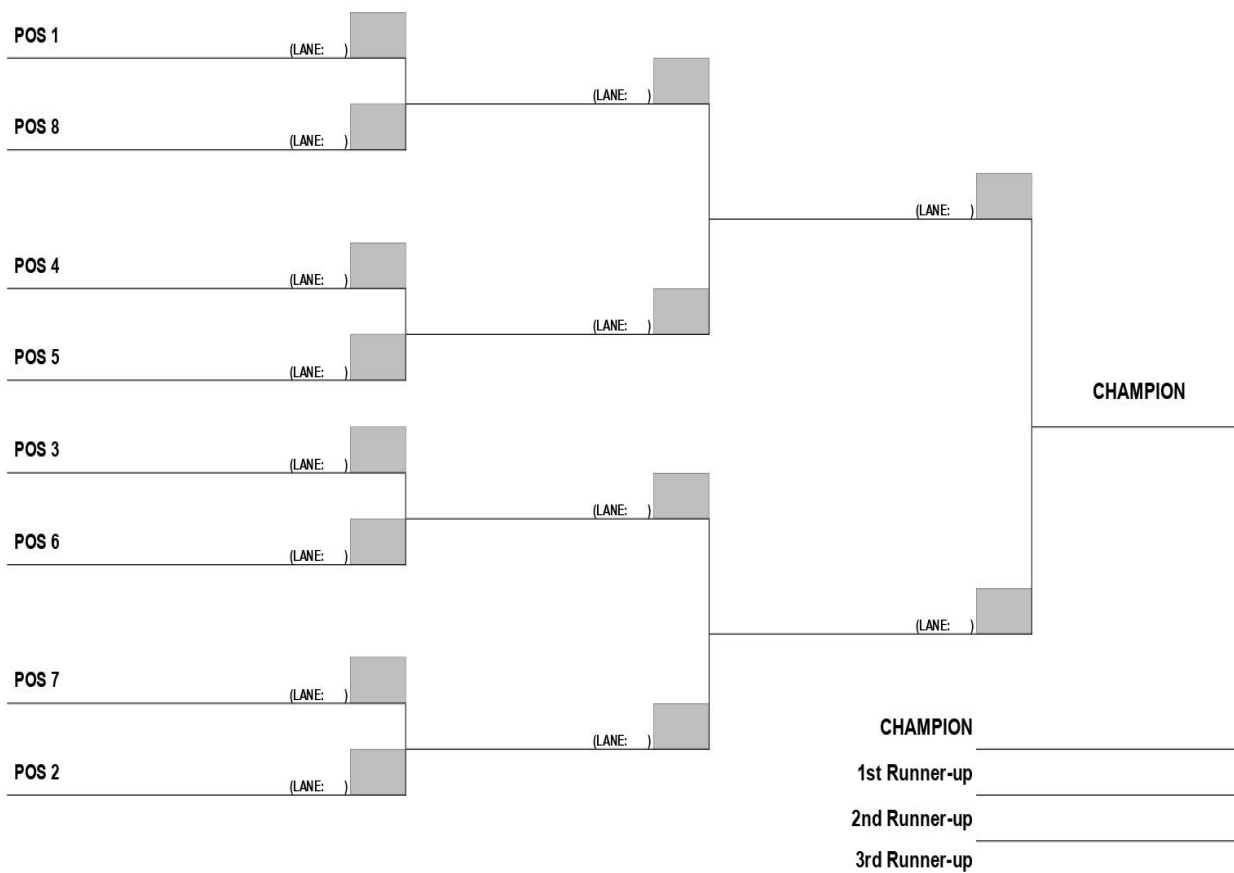 POS 1
(LANE: )
(LANE: )
POS 8
(LANE: )
(LANE: )
POS 4
(LANE: )
(LANE: )
POS 5
(LANE: )
CHAMPION
POS 3
(LANE: )
(LANE: )
POS 6
(LANE: )
(LANE: )
POS 7
(LANE: )
CHAMPION
(LANE: )
1st Runner-up
POS 2
(LANE: )
2nd Runner-up
3rd Runner-up